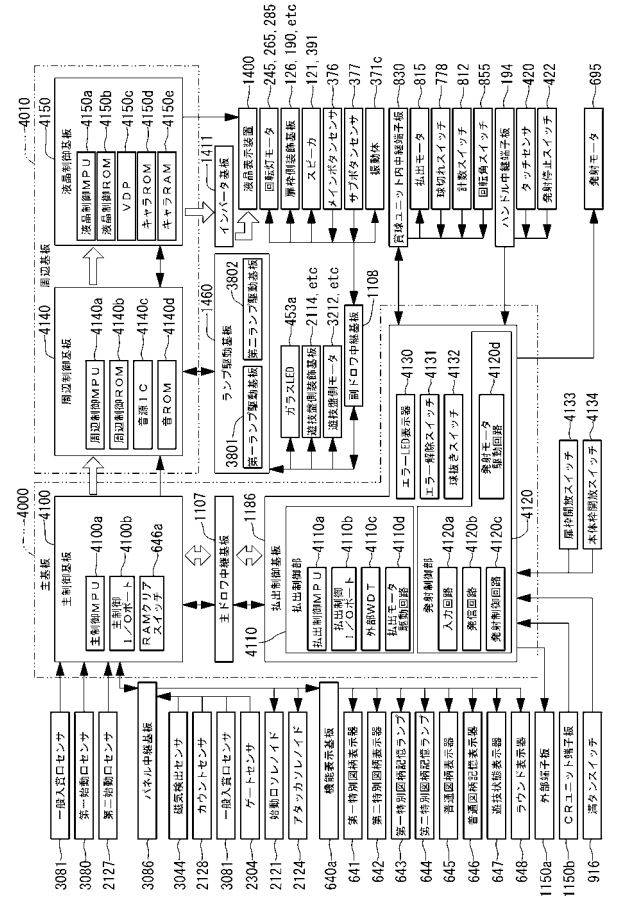 3081 一般入賞口センサ
3080 第一始動口センサ
2127 第二始動口センサ
3086 パネル中継基板
3044 磁気検出センサ
2128 カウントセンサ
3081 一般入賞口センサ
2304 ゲートセンサ
2121 始動口ソレノイド
2124 アタッカソレノイド
640a 機能表示基板
641 第一特別図柄表示器
642 第二特別図柄表示器
643 第一特別図柄記憶ランプ
644 第二特別図柄記憶ランプ
645 普通図柄表示器
646 普通図柄記憶表示器
647 遊技状態表示器
648 ラウンド表示器
1150a 外部端子板
1150b CRユニット端子板
916 満タンスイッチ
4000
主基板
4100
主制御基板
主制御MPU 4100a
主制御
I/Oポート 4100b
RAMクリア
スイッチ 646a
主ドロワ中継基板 1107
1186
払出制御基板
4110
払出制御部
払出制御MPU 4110a
払出制御
I/Oポート 4110b
外部WDT 4110c
払出モータ
駆動回路 4110d
発射制御部
4120
入力回路 4120a
発信回路 4120b
発射制御回路 4120c
発射モータ
駆動回路 4120d
エラーLED表示器 4130
エラー解除スイッチ 4131
球抜きスイッチ 4132
扉枠開放スイッチ 4133
本体枠開放スイッチ 4134
4010
周辺基板
4140
周辺制御基板
周辺制御MPU 4140a
周辺制御ROM 4140b
音源IC 4140c
音ROM 4140d
4150
液晶制御基板
液晶制御MPU 4150a
液晶制御ROM 4150b
VDP 4150c
キャラROM 4150d
キャラRAM 4150e
1460
ランプ駆動基板
3801 第一ランプ駆動基板
3802 第二ランプ駆動基板
ガラスLED 453a
遊技盤側装飾基板 2114, etc
遊技盤側モータ 3212, etc
副ドロワ中継基板 1108
インバータ基板 1411
液晶表示装置 1400
回転灯モータ 245, 265, 285
扉枠側装飾基板 126, 190, etc
スピーカ 121, 391
メインボタンセンサ 376
サブボタンセンサ 377
振動体 371c
賞球ユニット内中継端子板 830
払出モータ 815
球切れスイッチ 778
計数スイッチ 812
回転角スイッチ 855
ハンドル中継端子板 194
タッチセンサ 420
発射停止スイッチ 422
発射モータ 695